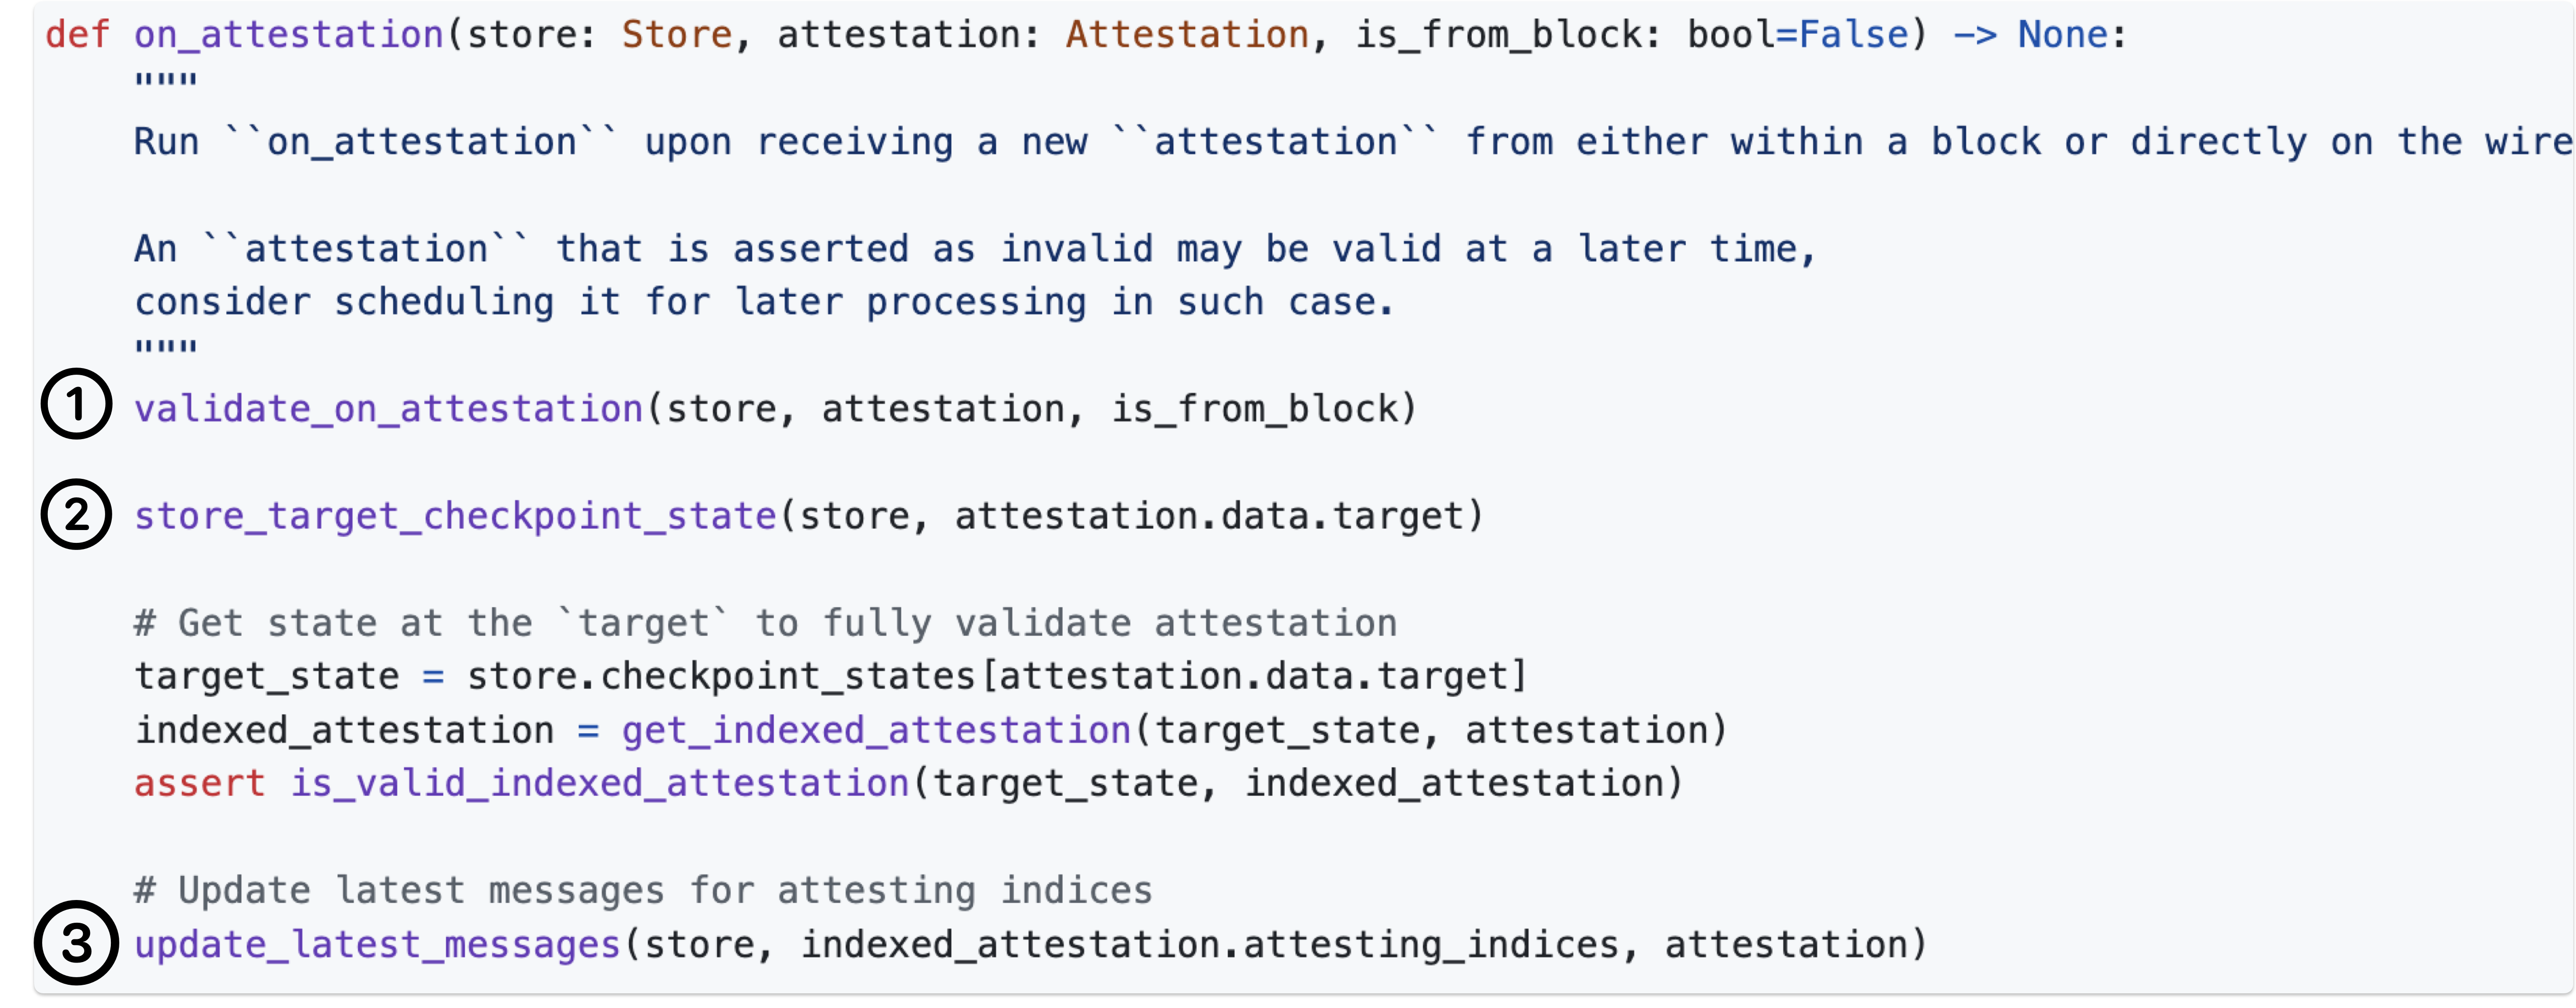 def on_attestation(store: Store, attestation: Attestation, is_from_block: bool=False) -> None:
"""
Run ``on_attestation`` upon receiving a new ``attestation`` from either within a block or directly on the wire
An ``attestation`` that is asserted as invalid may be valid at a later time,
consider scheduling it for later processing in such case.
"""
① validate_on_attestation(store, attestation, is_from_block)
② store_target_checkpoint_state(store, attestation.data.target)
# Get state at the `target` to fully validate attestation
target_state = store.checkpoint_states[attestation.data.target]
indexed_attestation = get_indexed_attestation(target_state, attestation)
assert is_valid_indexed_attestation(target_state, indexed_attestation)
# Update latest messages for attesting indices
③ update_latest_messages(store, indexed_attestation.attesting_indices, attestation)